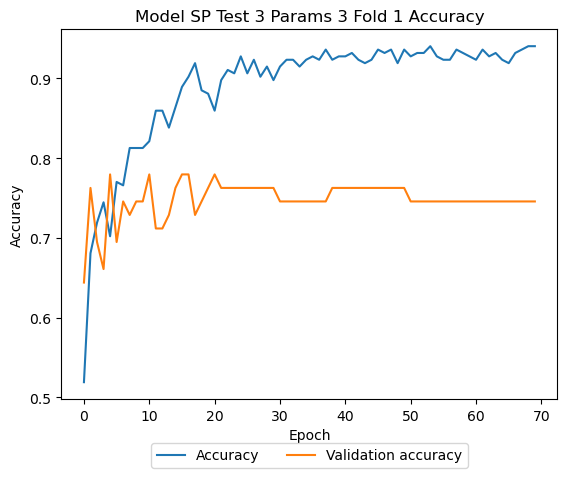 Model SP Test 3 Params 3 Fold 1 Accuracy
Accuracy
0.9
0.8
0.7
0.6
0.5
0 10 20 30 40 50 60 70
Epoch
Accuracy Validation accuracy